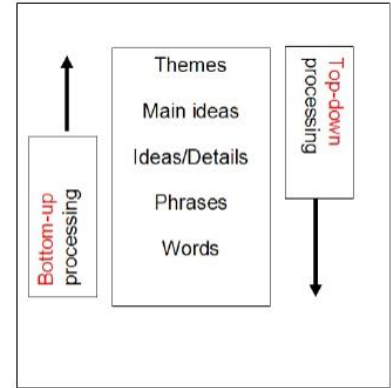 Themes
Main ideas
Ideas/Details
Phrases
Words
Bottom-up
processing
Top-down
processing